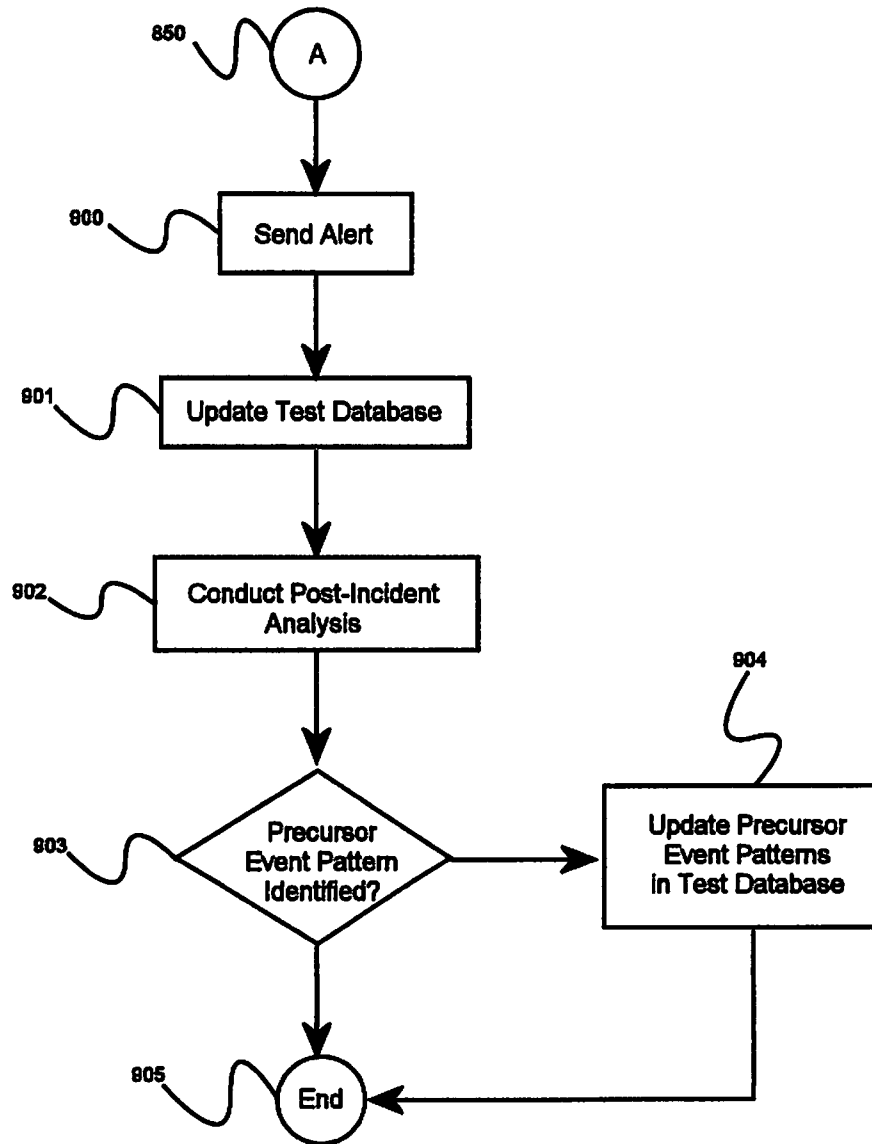 850
A
900
Send Alert
901
Update Test Database
902
Conduct Post-Incident
Analysis
903
Precursor
Event Pattern
Identified?
904
Update Precursor
Event Patterns
in Test Database
905
End